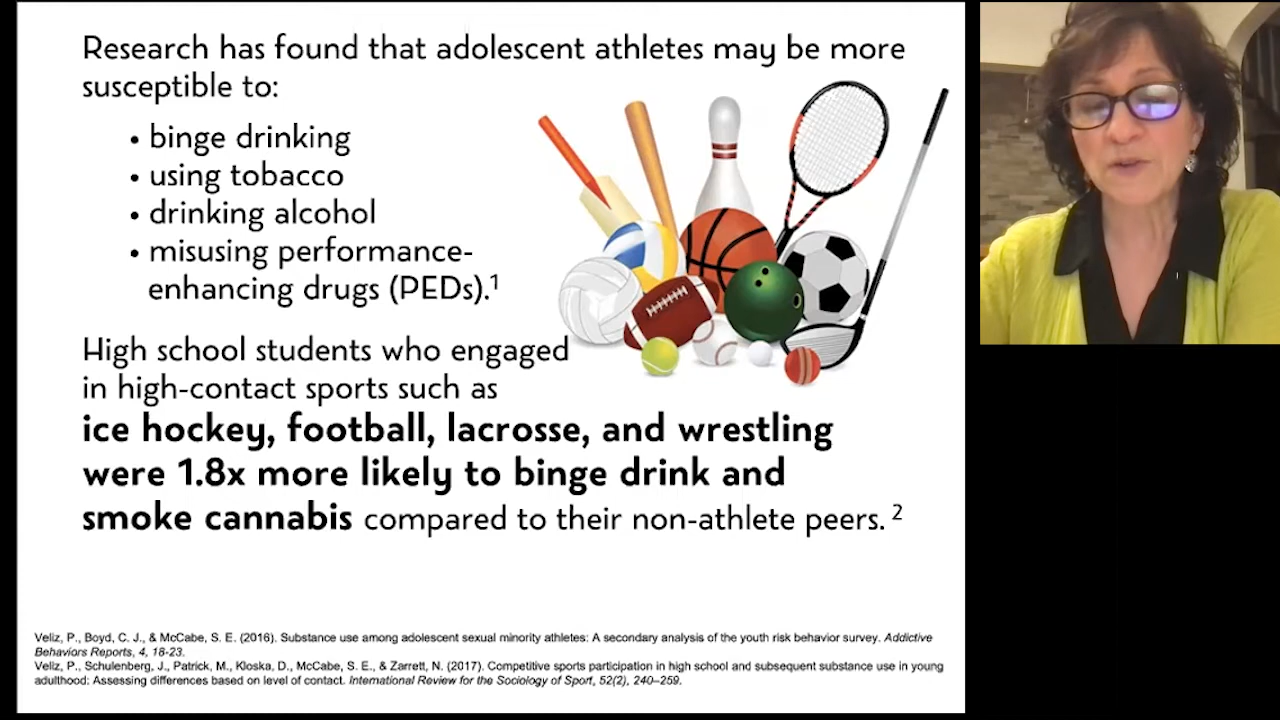 Research has found that adolescent athletes may be more
susceptible to:
• binge drinking
• using tobacco
• drinking alcohol
• misusing performance-
enhancing drugs (PEDs).¹
High school students who engaged
in high-contact sports such as
ice hockey, football, lacrosse, and wrestling
were 1.8x more likely to binge drink and
smoke cannabis compared to their non-athlete peers. ²
Veliz, P., Boyd, C. J., & McCabe, S. E. (2016). Substance use among adolescent sexual minority athletes: A secondary analysis of the youth risk behavior survey. Addictive
Behaviors Reports, 4, 18-23.
Veliz, P., Schulenberg, J., Patrick, M., Kloska, D., McCabe, S. E., & Zarrett, N. (2017). Competitive sports participation in high school and subsequent substance use in young
adulthood: Assessing differences based on level of contact. International Review for the Sociology of Sport, 52(2), 240–259.